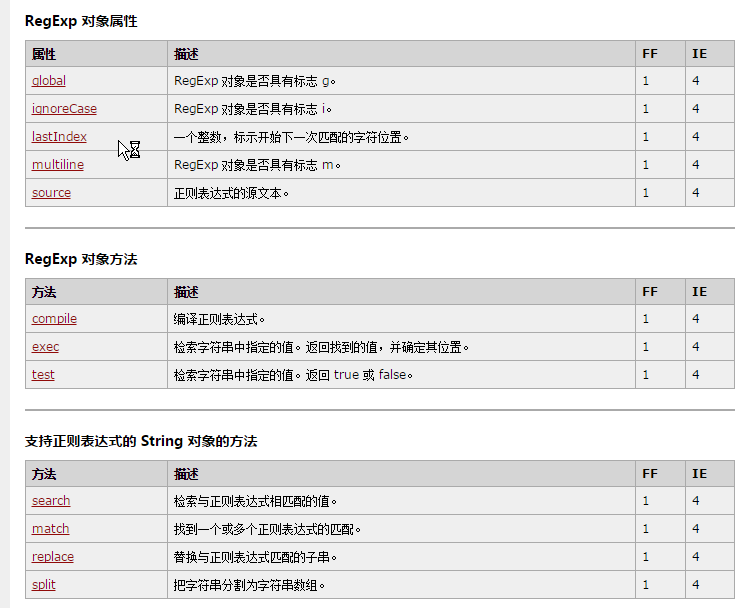 RegExp 对象属性
属性 描述 FF IE
global RegExp 对象是否具有标志 g。 1 4
ignoreCase RegExp 对象是否具有标志 i。 1 4
lastIndex 一个整数，标示开始下一次匹配的字符位置。 1 4
multiline RegExp 对象是否具有标志 m。 1 4
source 正则表达式的源文本。 1 4
RegExp 对象方法
方法 描述 FF IE
compile 编译正则表达式。 1 4
exec 检索字符串中指定的值。返回找到的值，并确定其位置。 1 4
test 检索字符串中指定的值。返回 true 或 false。 1 4
支持正则表达式的 String 对象的方法
方法 描述 FF IE
search 检索与正则表达式相匹配的值。 1 4
match 找到一个或多个正则表达式的匹配。 1 4
replace 替换与正则表达式匹配的子串。 1 4
split 把字符串分割为字符串数组。 1 4